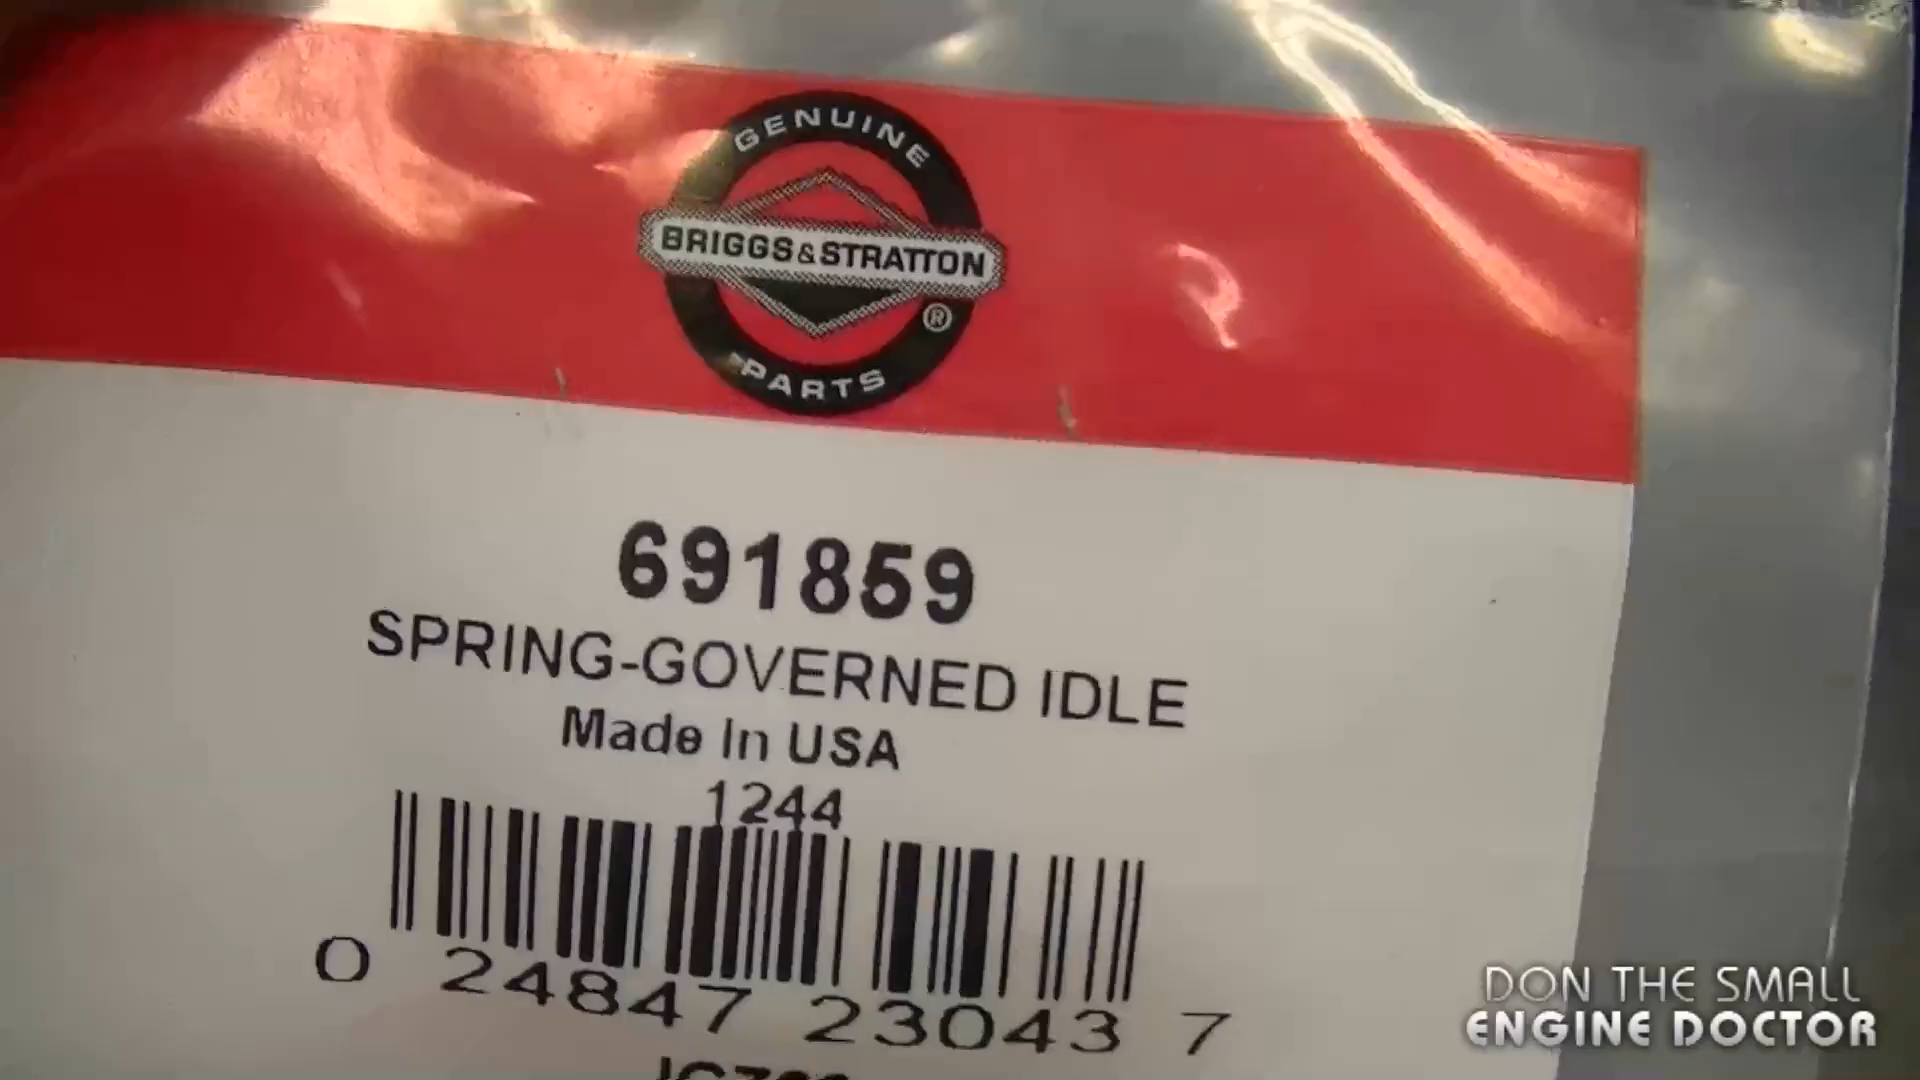 GENUINE
BRIGGS&STRATTON
®
PARTS
691859
SPRING-GOVERNED IDLE
Made In USA
1244
0 24847 23043 7
DON THE SMALL
ENGINE DOCTOR